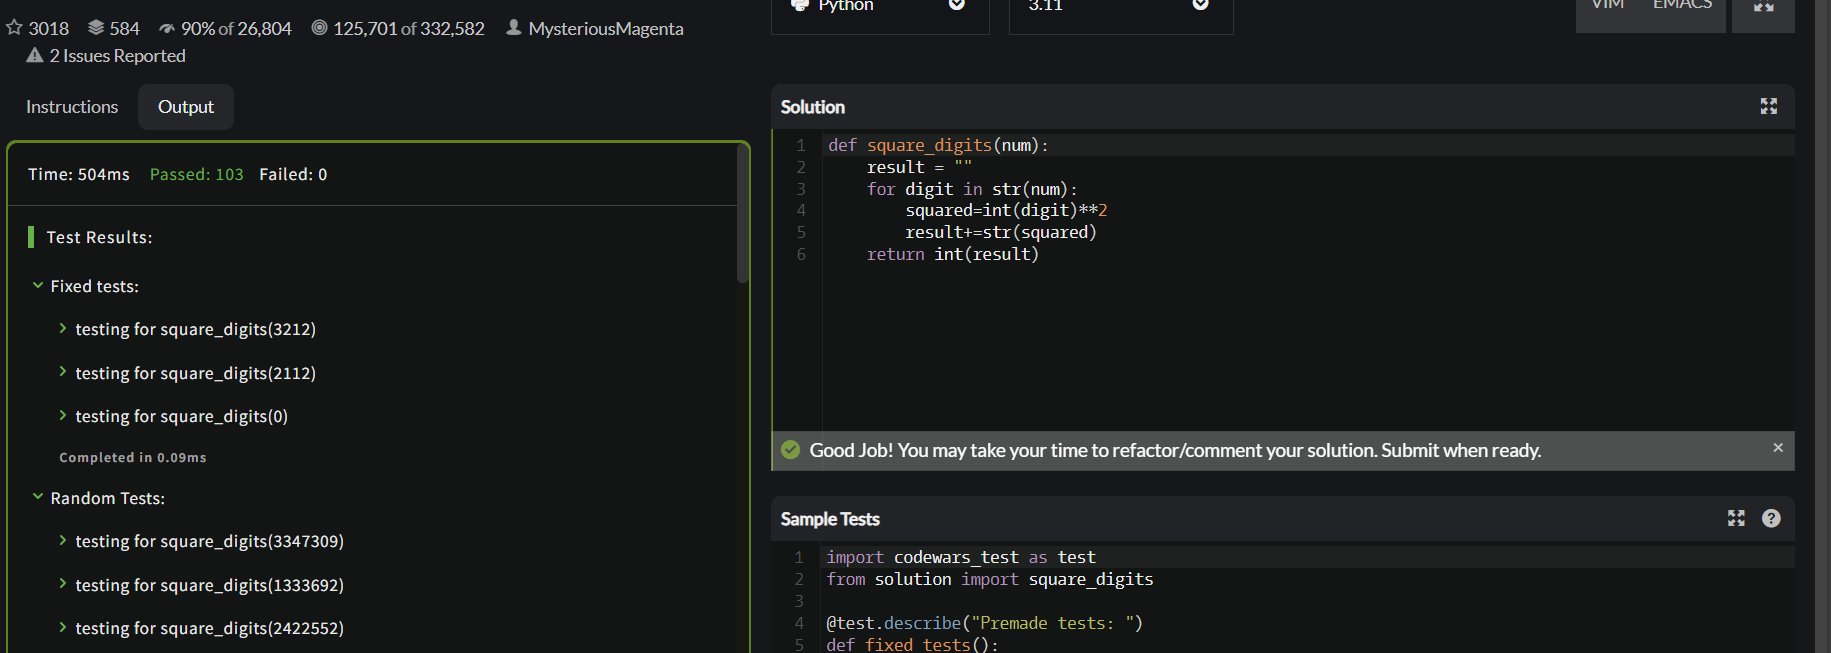 3018 584 90% of 26,804 125,701 of 332,582 MysteriousMagenta
2 Issues Reported
Instructions Output
Time: 504ms Passed: 103 Failed: 0
Test Results:
Fixed tests:
testing for square_digits(3212)
testing for square_digits(2112)
testing for square_digits(0)
Completed in 0.09ms
Random Tests:
testing for square_digits(3347309)
testing for square_digits(1333692)
testing for square_digits(2422552)
Python 3.11 VIM EMACS
Solution
1 def square_digits(num):
2 result = ""
3 for digit in str(num):
4 squared=int(digit)**2
5 result+=str(squared)
6 return int(result)
Good Job! You may take your time to refactor/comment your solution. Submit when ready.
Sample Tests
1 import codewars_test as test
2 from solution import square_digits
3
4 @test.describe("Premade tests: ")
5 def fixed_tests():